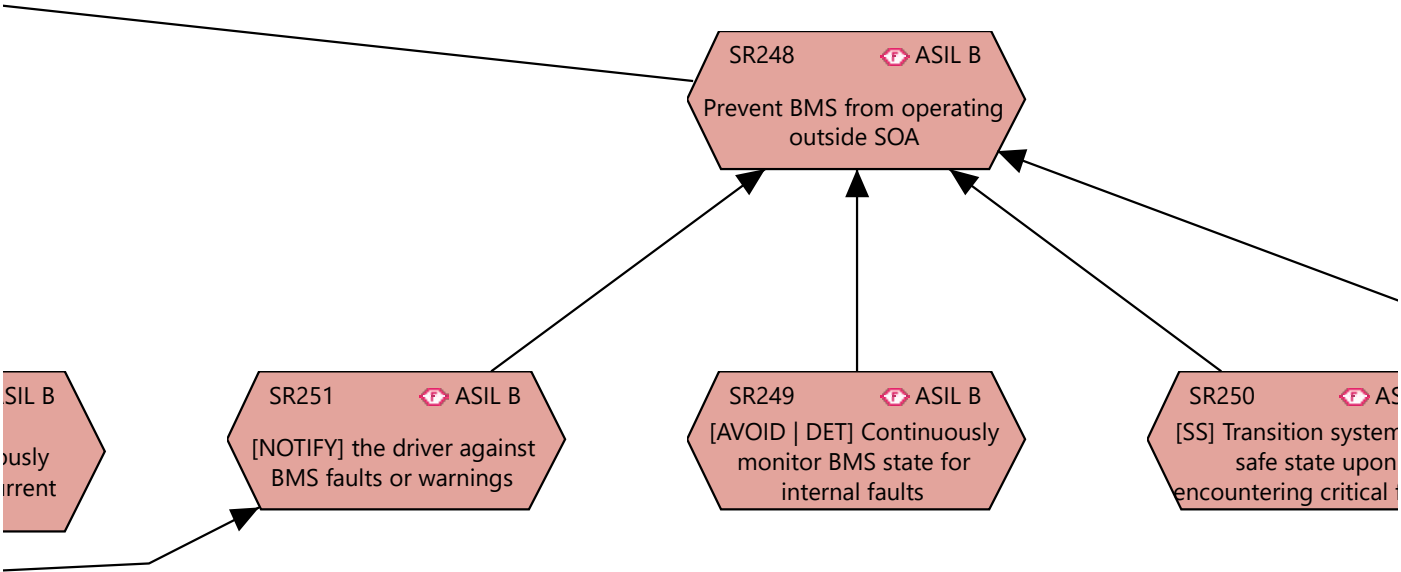 SR248 F ASIL B
Prevent BMS from operating
outside SOA
SIL B
SR251 F ASIL B
[NOTIFY] the driver against
BMS faults or warnings
SR249 F ASIL B
[AVOID | DET] Continuously
monitor BMS state for
internal faults
SR250 F
[SS] Transition system
safe state upon
encountering critical